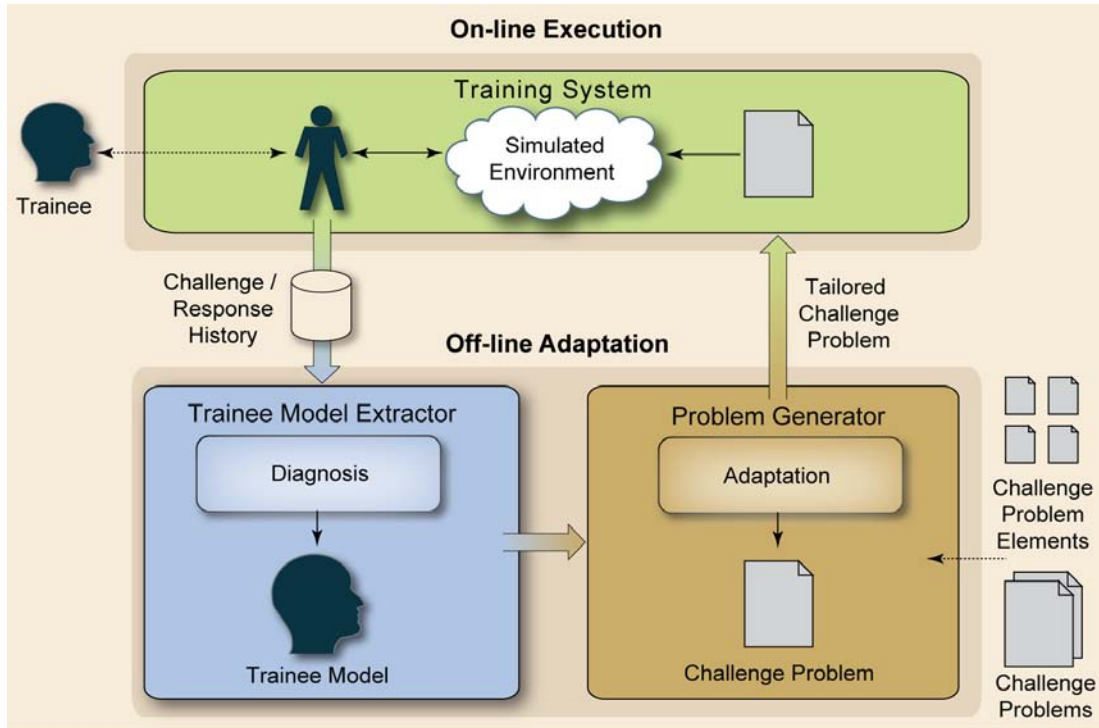 On-line Execution
Training System
Simulated
Environment
Trainee
Challenge /
Response
History
Tailored
Challenge
Problem
Off-line Adaptation
Trainee Model Extractor
Diagnosis
Trainee Model
Problem Generator
Adaptation
Challenge Problem
Challenge
Problem
Elements
Challenge
Problems